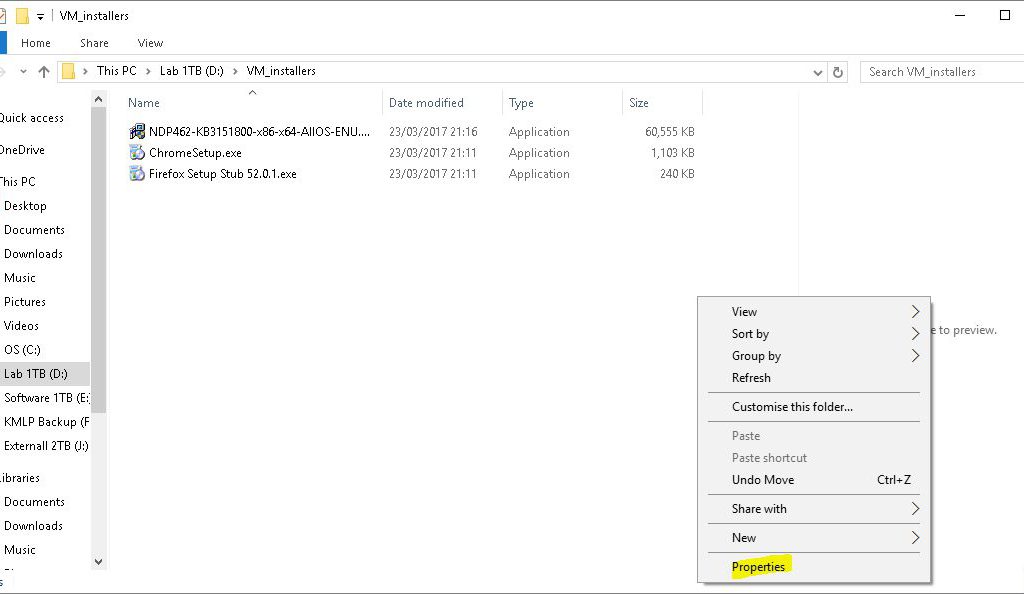 VM_installers
Home Share View
This PC Lab 1TB (D:) VM_installers
Search VM_installers
Name Date modified Type Size
NDP462-KB3151800-x86-x64-AllOS-ENU.... 23/03/2017 21:16 Application 60,555 KB
ChromeSetup.exe 23/03/2017 21:11 Application 1,103 KB
Firefox Setup Stub 52.0.1.exe 23/03/2017 21:11 Application 240 KB
Quick access
OneDrive
This PC
Desktop
Documents
Downloads
Music
Pictures
Videos
OS (C:)
Lab 1TB (D:)
Software 1TB (E:
KMLP Backup (F
Externall 2TB (J:)
Libraries
Documents
Downloads
Music
View
Sort by
Group by
Refresh
Customise this folder...
Paste
Paste shortcut
Undo Move Ctrl+Z
Share with
New
Properties
e to preview.